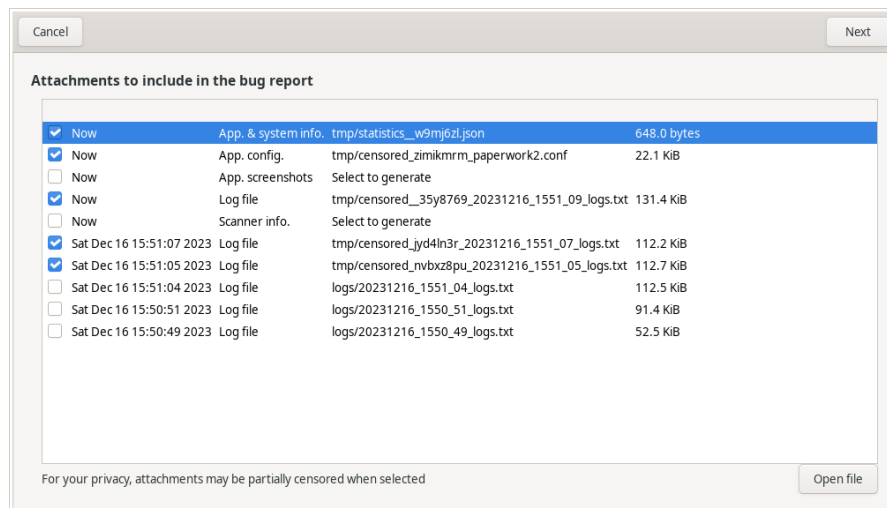 Cancel
Next
Attachments to include in the bug report
Now App. & system info. tmp/statistics__w9mj6zl.json 648.0 bytes
Now App. config. tmp/censored_zimikmrm_paperwork2.conf 22.1 KiB
Now App. screenshots Select to generate
Now Log file tmp/censored__35y8769_20231216_1551_09_logs.txt 131.4 KiB
Now Scanner info. Select to generate
Sat Dec 16 15:51:07 2023 Log file tmp/censored_jyd4ln3r_20231216_1551_07_logs.txt 112.2 KiB
Sat Dec 16 15:51:05 2023 Log file tmp/censored_nvbxz8pu_20231216_1551_05_logs.txt 112.7 KiB
Sat Dec 16 15:51:04 2023 Log file logs/20231216_1551_04_logs.txt 112.5 KiB
Sat Dec 16 15:50:51 2023 Log file logs/20231216_1550_51_logs.txt 91.4 KiB
Sat Dec 16 15:50:49 2023 Log file logs/20231216_1550_49_logs.txt 52.5 KiB
For your privacy, attachments may be partially censored when selected
Open file